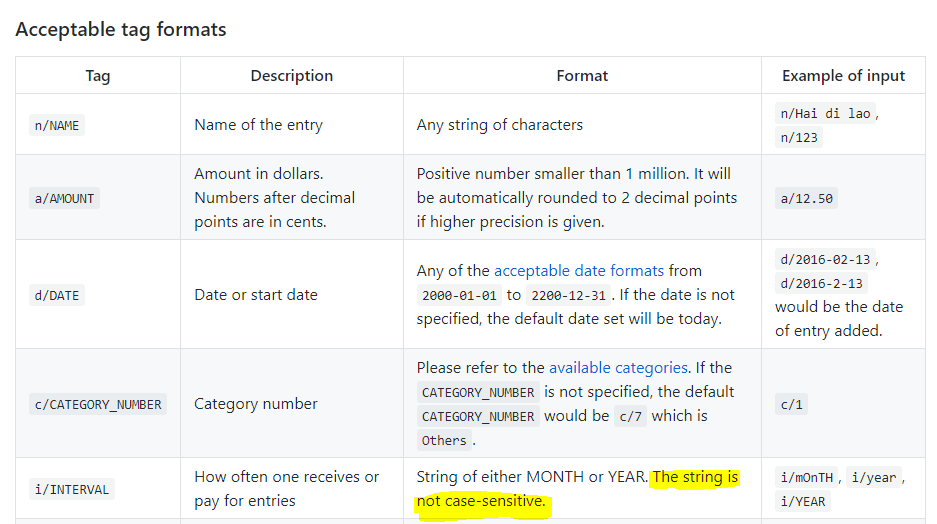 Acceptable tag formats
Tag Description Format Example of input
n/NAME Name of the entry Any string of characters n/Hai di lao ,
n/123
a/AMOUNT Amount in dollars.
Numbers after decimal
points are in cents. Positive number smaller than 1 million. It will
be automatically rounded to 2 decimal points
if higher precision is given. a/12.50
d/DATE Date or start date Any of the acceptable date formats from
2000-01-01 to 2200-12-31 . If the date is not
specified, the default date set will be today. d/2016-02-13 ,
d/2016-2-13
would be the date
of entry added.
c/CATEGORY_NUMBER Category number Please refer to the available categories. If the
CATEGORY_NUMBER is not specified, the default
CATEGORY_NUMBER would be c/7 which is
Others . c/1
i/INTERVAL How often one receives or
pay for entries String of either MONTH or YEAR. The string is
not case-sensitive. i/mOnTH , i/year ,
i/YEAR